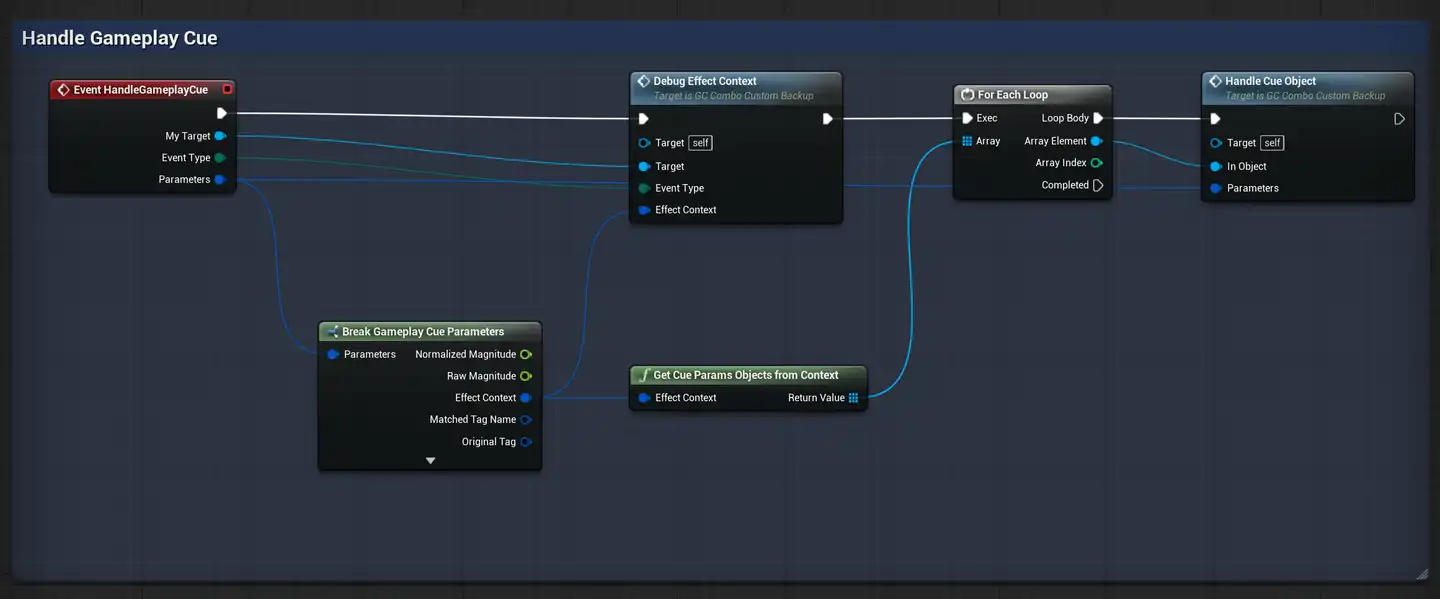 Handle Gameplay Cue
Event HandleGameplayCue
My Target
Event Type
Parameters
Debug Effect Context
Target is GC Combo Custom Backup
Target self
Target
Event Type
Effect Context
For Each Loop
Exec Loop Body
Array Array Element
Array Index
Completed
Handle Cue Object
Target is GC Combo Custom Backup
Target self
In Object
Parameters
Break Gameplay Cue Parameters
Parameters Normalized Magnitude
Raw Magnitude
Effect Context
Matched Tag Name
Original Tag
f Get Cue Params Objects from Context
Effect Context Return Value